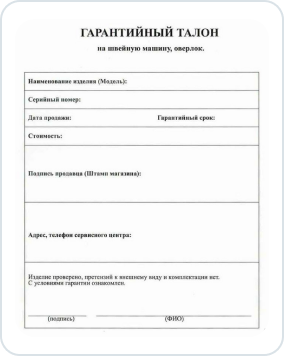 ГАРАНТИЙНЫЙ ТАЛОН
на швейную машину, оверлок.
Наименование изделия (Модель):
Серийный номер:
Дата продажи: Гарантийный срок:
Стоимость:
Подпись продавца (Штамп магазина):
Адрес, телефон сервисного центра:
Изделие проверено, претензий к внешнему виду и комплектации нет.
С условиями гарантии ознакомлен.
(подпись) (ФИО)